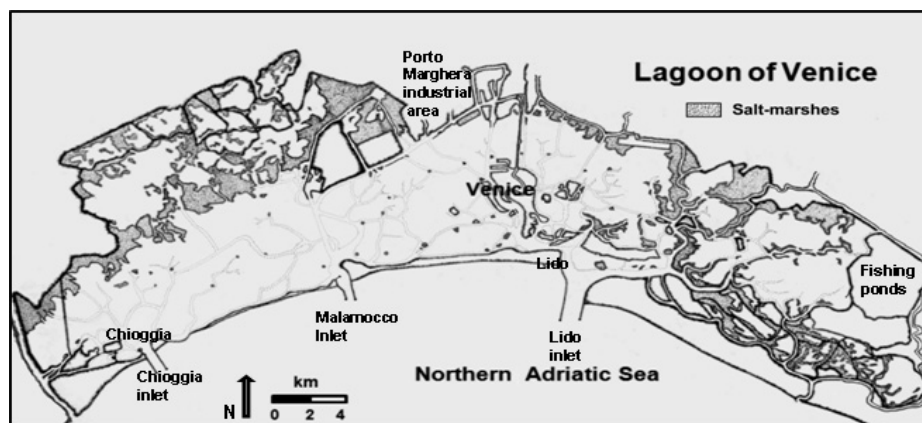 Porto
Marghera
industrial
area
Lagoon of Venice
Salt-marshes
Venice
Lido
Fishing
ponds
Chioggia
Malamocco
Inlet
Chioggia
inlet
Lido
inlet
Northern Adriatic Sea
N
km
0 2 4